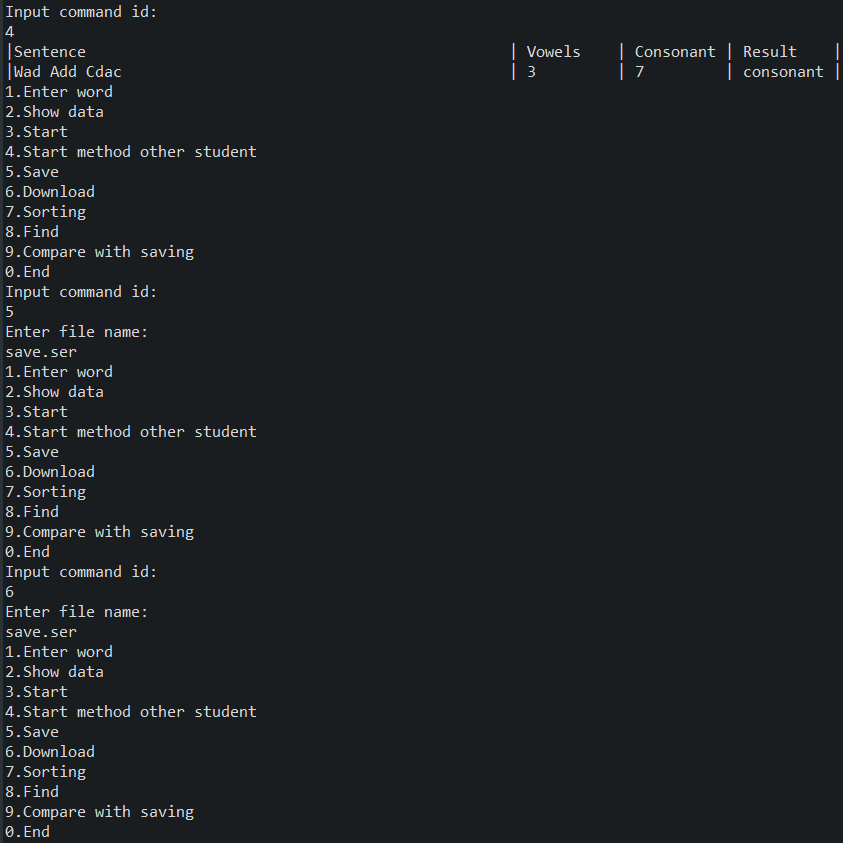 Input command id:
4
|Sentence | Vowels | Consonant | Result |
|Wad Add Cdac | 3 | 7 | consonant |
1.Enter word
2.Show data
3.Start
4.Start method other student
5.Save
6.Download
7.Sorting
8.Find
9.Compare with saving
0.End
Input command id:
5
Enter file name:
save.ser
1.Enter word
2.Show data
3.Start
4.Start method other student
5.Save
6.Download
7.Sorting
8.Find
9.Compare with saving
0.End
Input command id:
6
Enter file name:
save.ser
1.Enter word
2.Show data
3.Start
4.Start method other student
5.Save
6.Download
7.Sorting
8.Find
9.Compare with saving
0.End